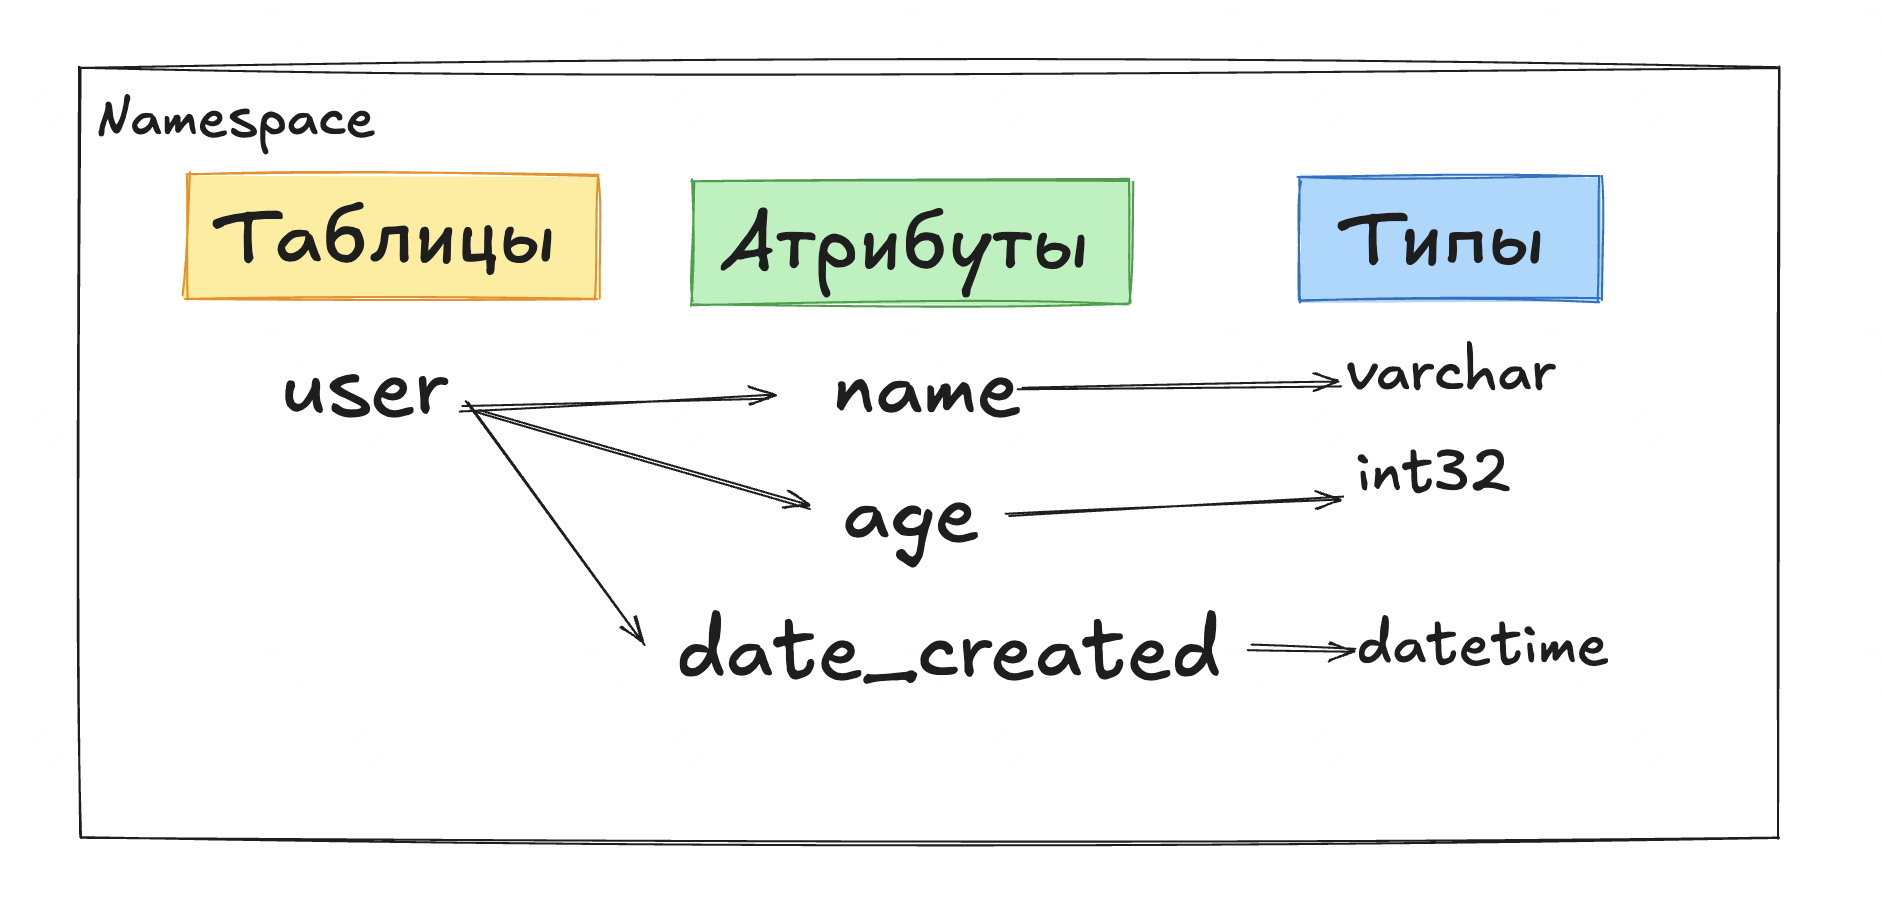 Namespace
Таблицы Атрибуты Типы
user name varchar
age int32
date_created datetime